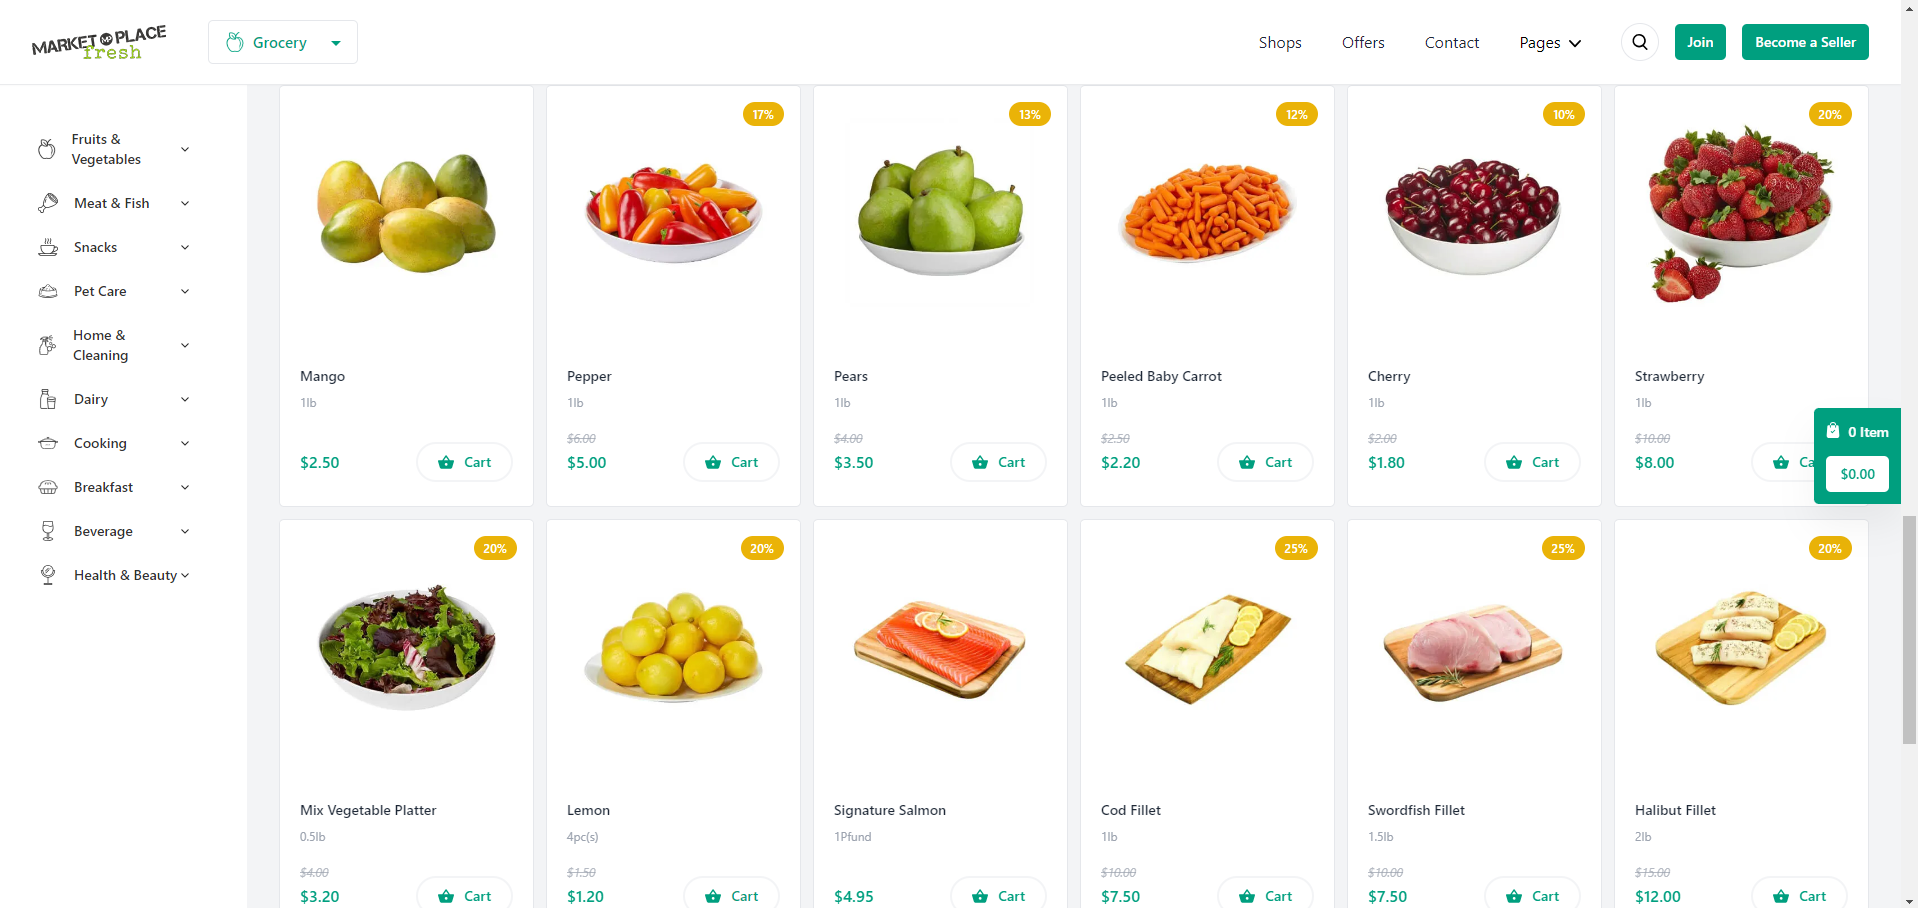 MARKET MP PLACE
fresh
Grocery
Shops
Offers
Contact
Pages
Join
Become a Seller
Fruits &
Vegetables
Meat & Fish
Snacks
Pet Care
Home &
Cleaning
Dairy
Cooking
Breakfast
Beverage
Health & Beauty
Mango
1lb
$2.50
Cart
17%
Pepper
1lb
$6.00
$5.00
Cart
13%
Pears
1lb
$4.00
$3.50
Cart
12%
Peeled Baby Carrot
1lb
$2.50
$2.20
Cart
10%
Cherry
1lb
$2.00
$1.80
Cart
20%
Strawberry
1lb
$10.00
$8.00
Ca
0 Item
$0.00
20%
Mix Vegetable Platter
0.5lb
$4.00
$3.20
Cart
20%
Lemon
4pc(s)
$1.50
$1.20
Cart
Signature Salmon
1Pfund
$4.95
Cart
25%
Cod Fillet
1lb
$10.00
$7.50
Cart
25%
Swordfish Fillet
1.5lb
$10.00
$7.50
Cart
20%
Halibut Fillet
2lb
$15.00
$12.00
Cart